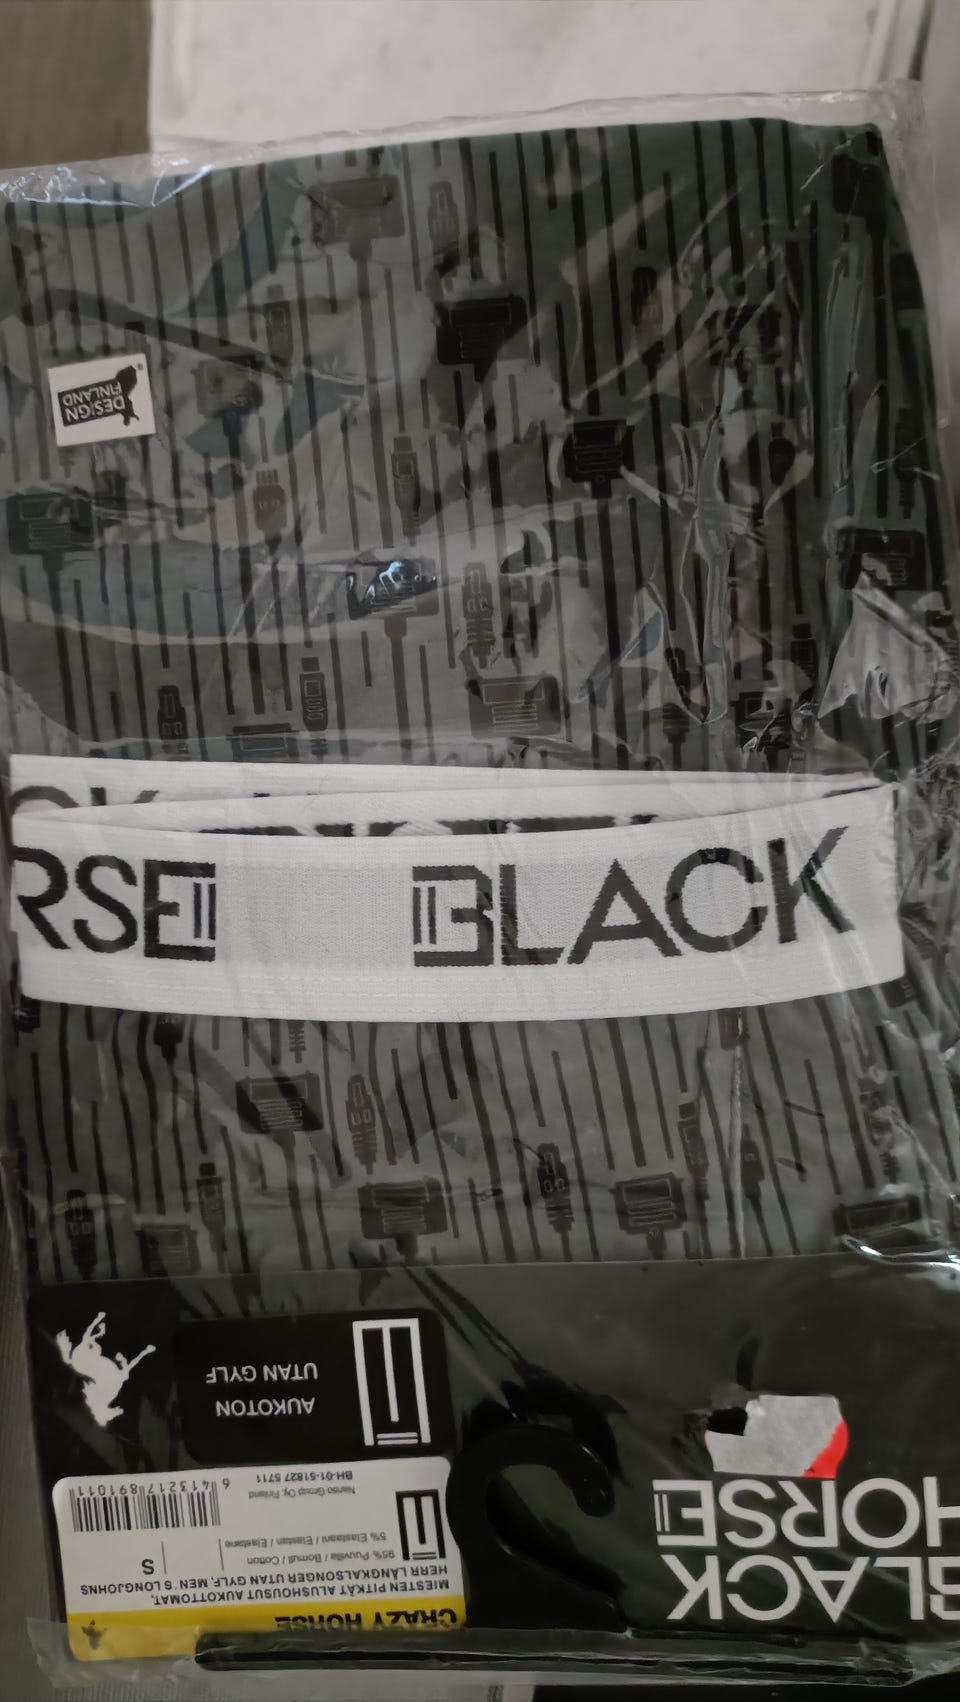 DESIGN
FINLAND
CK
RSE
BLACK
CRAZY HORSE
MIESTEN PITKÄT ALUSHOUSUT AUKOTTOMAT,
HERR LÅNGKALSONGER UTAN GYLF, MEN´S LONGJOHNS
95% Puuvilla / Bomull / Cotton
5% Elastaani / Elastan / Elastane
S
Nanso Group Oy, Finland
BH-01-51827 5711
6 413217 891011
AUKOTON
UTAN GYLF
BLACK
HORSE